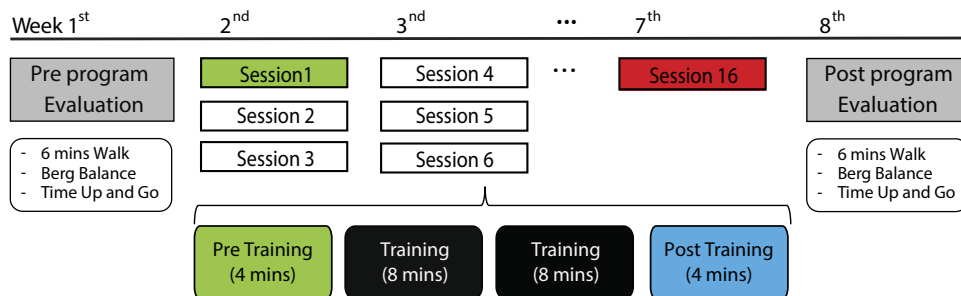 Week 1st 2nd 3nd ... 7th 8th
Pre program
Evaluation
Session1
Session 4
...
Session 16
Post program
Evaluation
Session 2
Session 5
Session 3
Session 6
- 6 mins Walk
- Berg Balance
- Time Up and Go
- 6 mins Walk
- Berg Balance
- Time Up and Go
Pre Training
(4 mins)
Training
(8 mins)
Training
(8 mins)
Post Training
(4 mins)